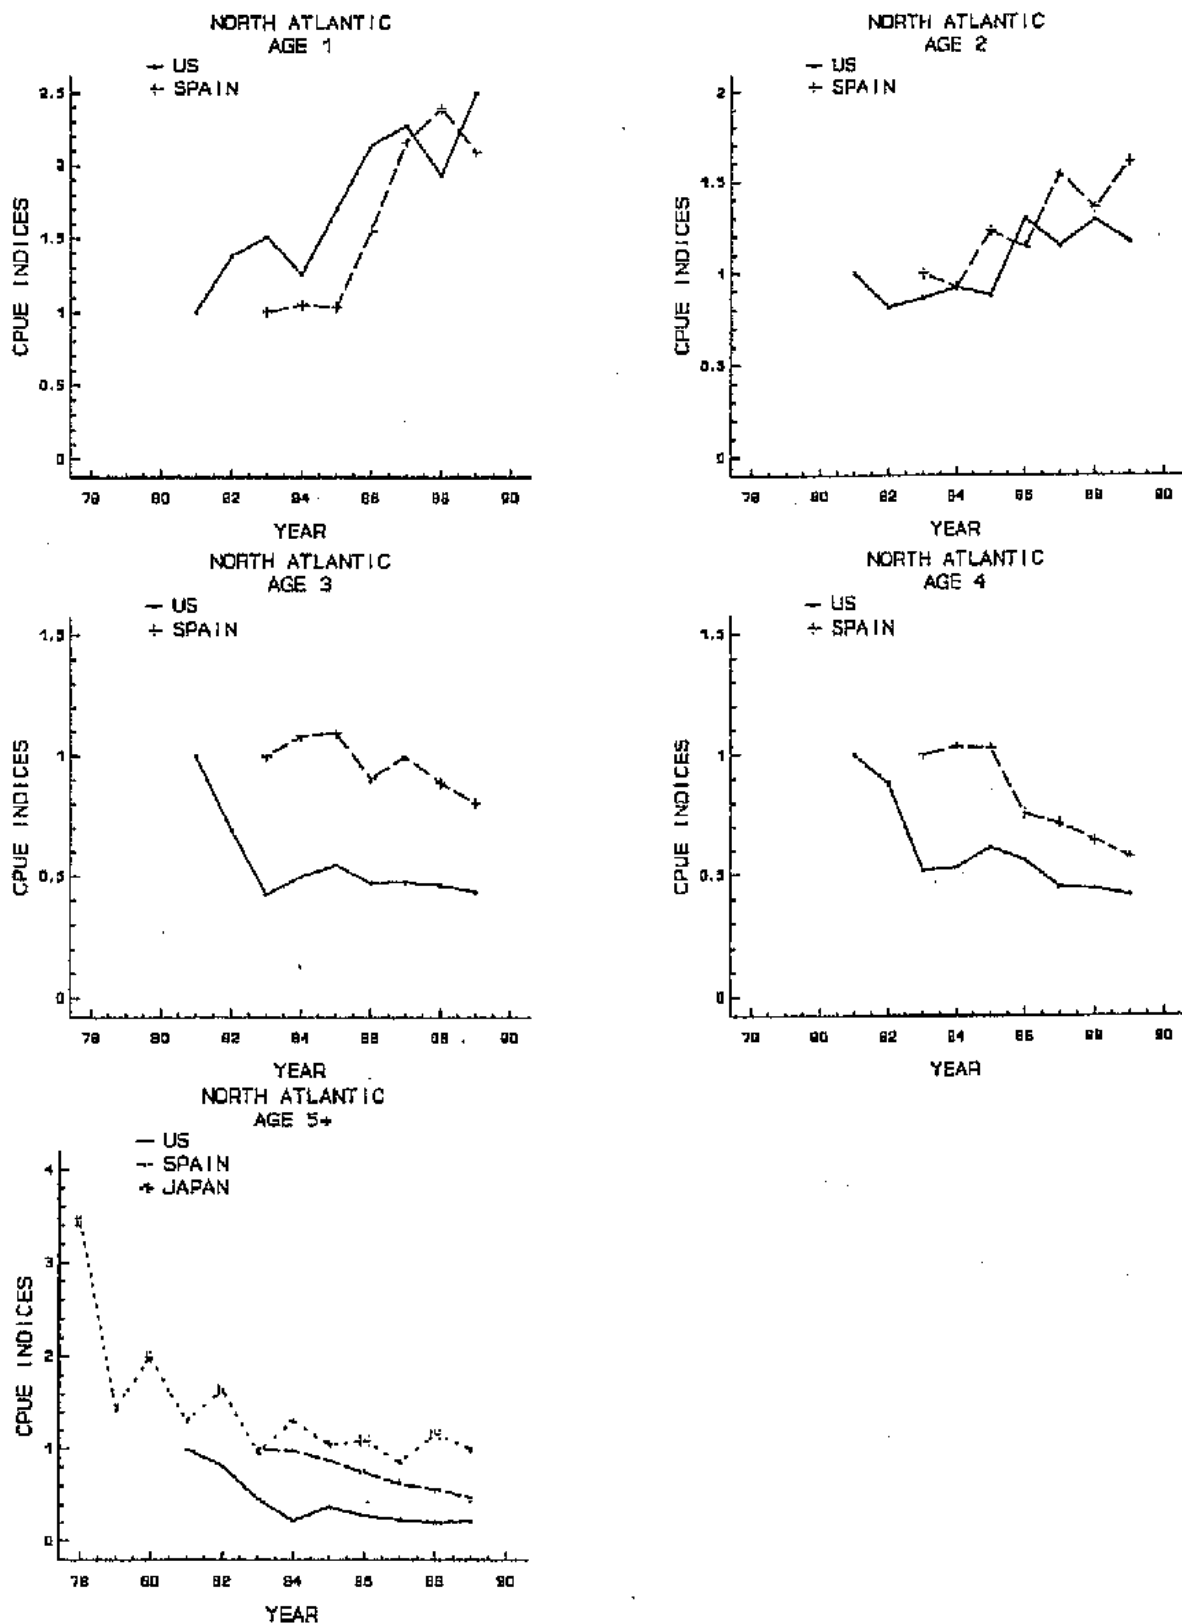 NORTH ATLANTIC
AGE 1
US
SPAIN
CPUE INDICES
2.5
2
1.5
1
0.5
0
78 80 82 84 86 88 90
YEAR
NORTH ATLANTIC
AGE 2
US
SPAIN
CPUE INDICES
2
1.5
1
0.5
0
78 80 82 84 86 88 90
YEAR
NORTH ATLANTIC
AGE 3
US
SPAIN
CPUE INDICES
1.5
1
0.5
0
78 80 82 84 86 88 90
YEAR
NORTH ATLANTIC
AGE 4
US
SPAIN
CPUE INDICES
1.5
1
0.5
0
78 80 82 84 86 88 90
YEAR
NORTH ATLANTIC
AGE 5+
US
SPAIN
JAPAN
CPUE INDICES
4
3
2
1
0
78 80 82 84 86 88 90
YEAR